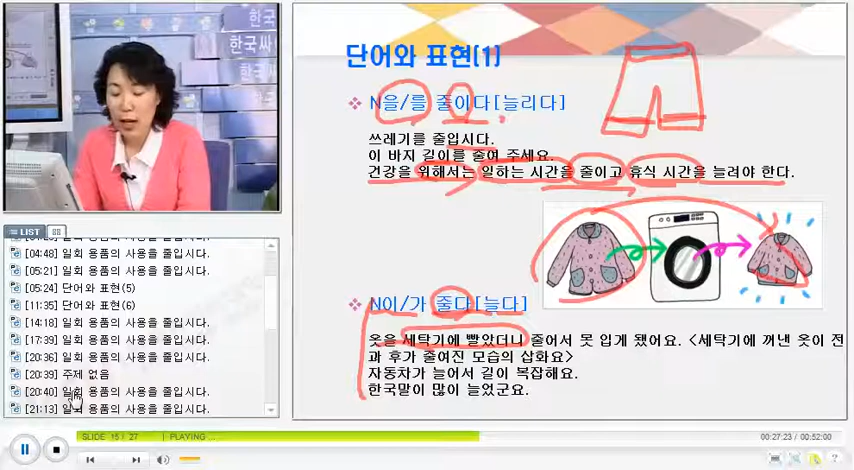 한국
한국싸
단어와 표현(1)
❖ N을/를 줄이다[늘리다]
쓰레기를 줄입시다.
이 바지 길이를 줄여 주세요.
건강을 위해서는 일하는 시간을 줄이고 휴식 시간을 늘려야 한다.
❖ N이/가 줄다[늘다]
옷을 세탁기에 빨았더니 줄어서 못 입게 됐어요. <세탁기에 꺼낸 옷이 전
과 후가 줄여진 모습의 삽화요>
자동차가 늘어서 길이 복잡해요.
한국말이 많이 늘었군요.
LIST
[04:48] 일회 용품의 사용을 줄입시다.
[05:21] 일회 용품의 사용을 줄입시다.
[05:24] 단어와 표현(5)
[11:35] 단어와 표현(6)
[14:18] 일회 용품의 사용을 줄입시다.
[17:39] 일회 용품의 사용을 줄입시다.
[20:36] 일회 용품의 사용을 줄입시다.
[20:39] 주제 없음
[20:40] 일회 용품의 사용을 줄입시다.
[21:13] 일회 용품의 사용을 줄입시다.
SLIDE 15 / 27 PLAYING ...
00:27:23 / 00:52:00